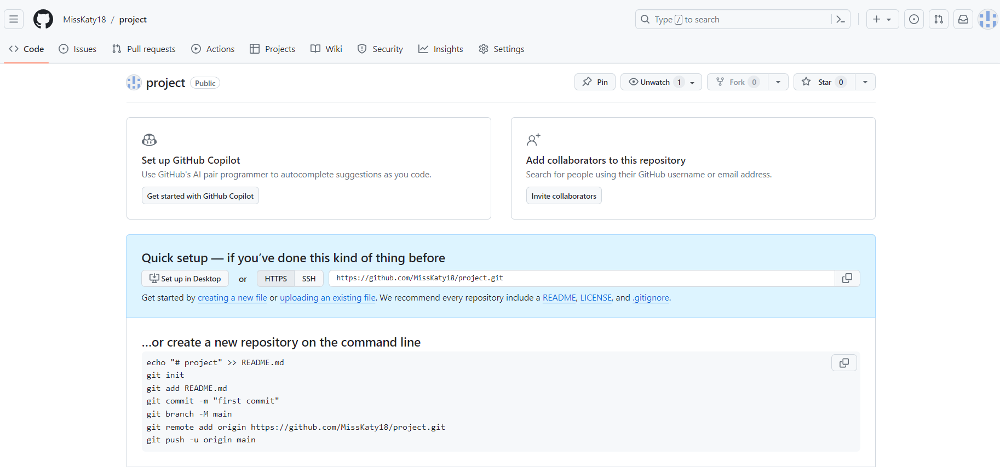 MissKaty18 / project
Type / to search
Code Issues Pull requests Actions Projects Wiki Security Insights Settings
project Public
Pin Unwatch 1 Fork 0 Star 0
Set up GitHub Copilot
Use GitHub's AI pair programmer to autocomplete suggestions as you code.
Get started with GitHub Copilot
Add collaborators to this repository
Search for people using their GitHub username or email address.
Invite collaborators
Quick setup — if you’ve done this kind of thing before
Set up in Desktop or HTTPS SSH https://github.com/MissKaty18/project.git
Get started by creating a new file or uploading an existing file. We recommend every repository include a README, LICENSE, and .gitignore.
…or create a new repository on the command line
echo "# project" >> README.md
git init
git add README.md
git commit -m "first commit"
git branch -M main
git remote add origin https://github.com/MissKaty18/project.git
git push -u origin main